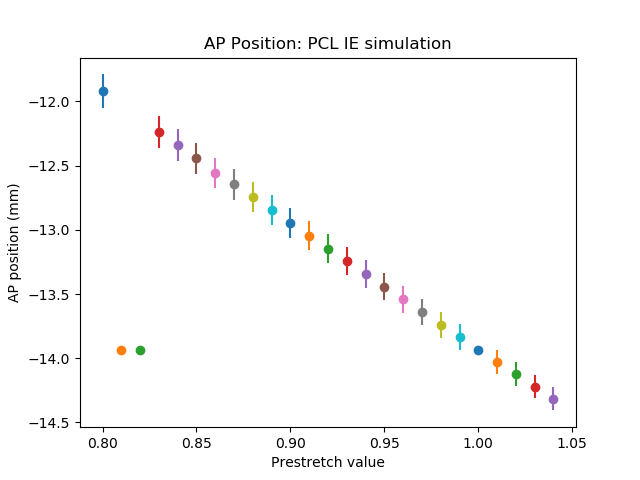 AP Position: PCL IE simulation
AP position (mm)
−12.0
−12.5
−13.0
−13.5
−14.0
−14.5
0.80 0.85 0.90 0.95 1.00 1.05
Prestretch value